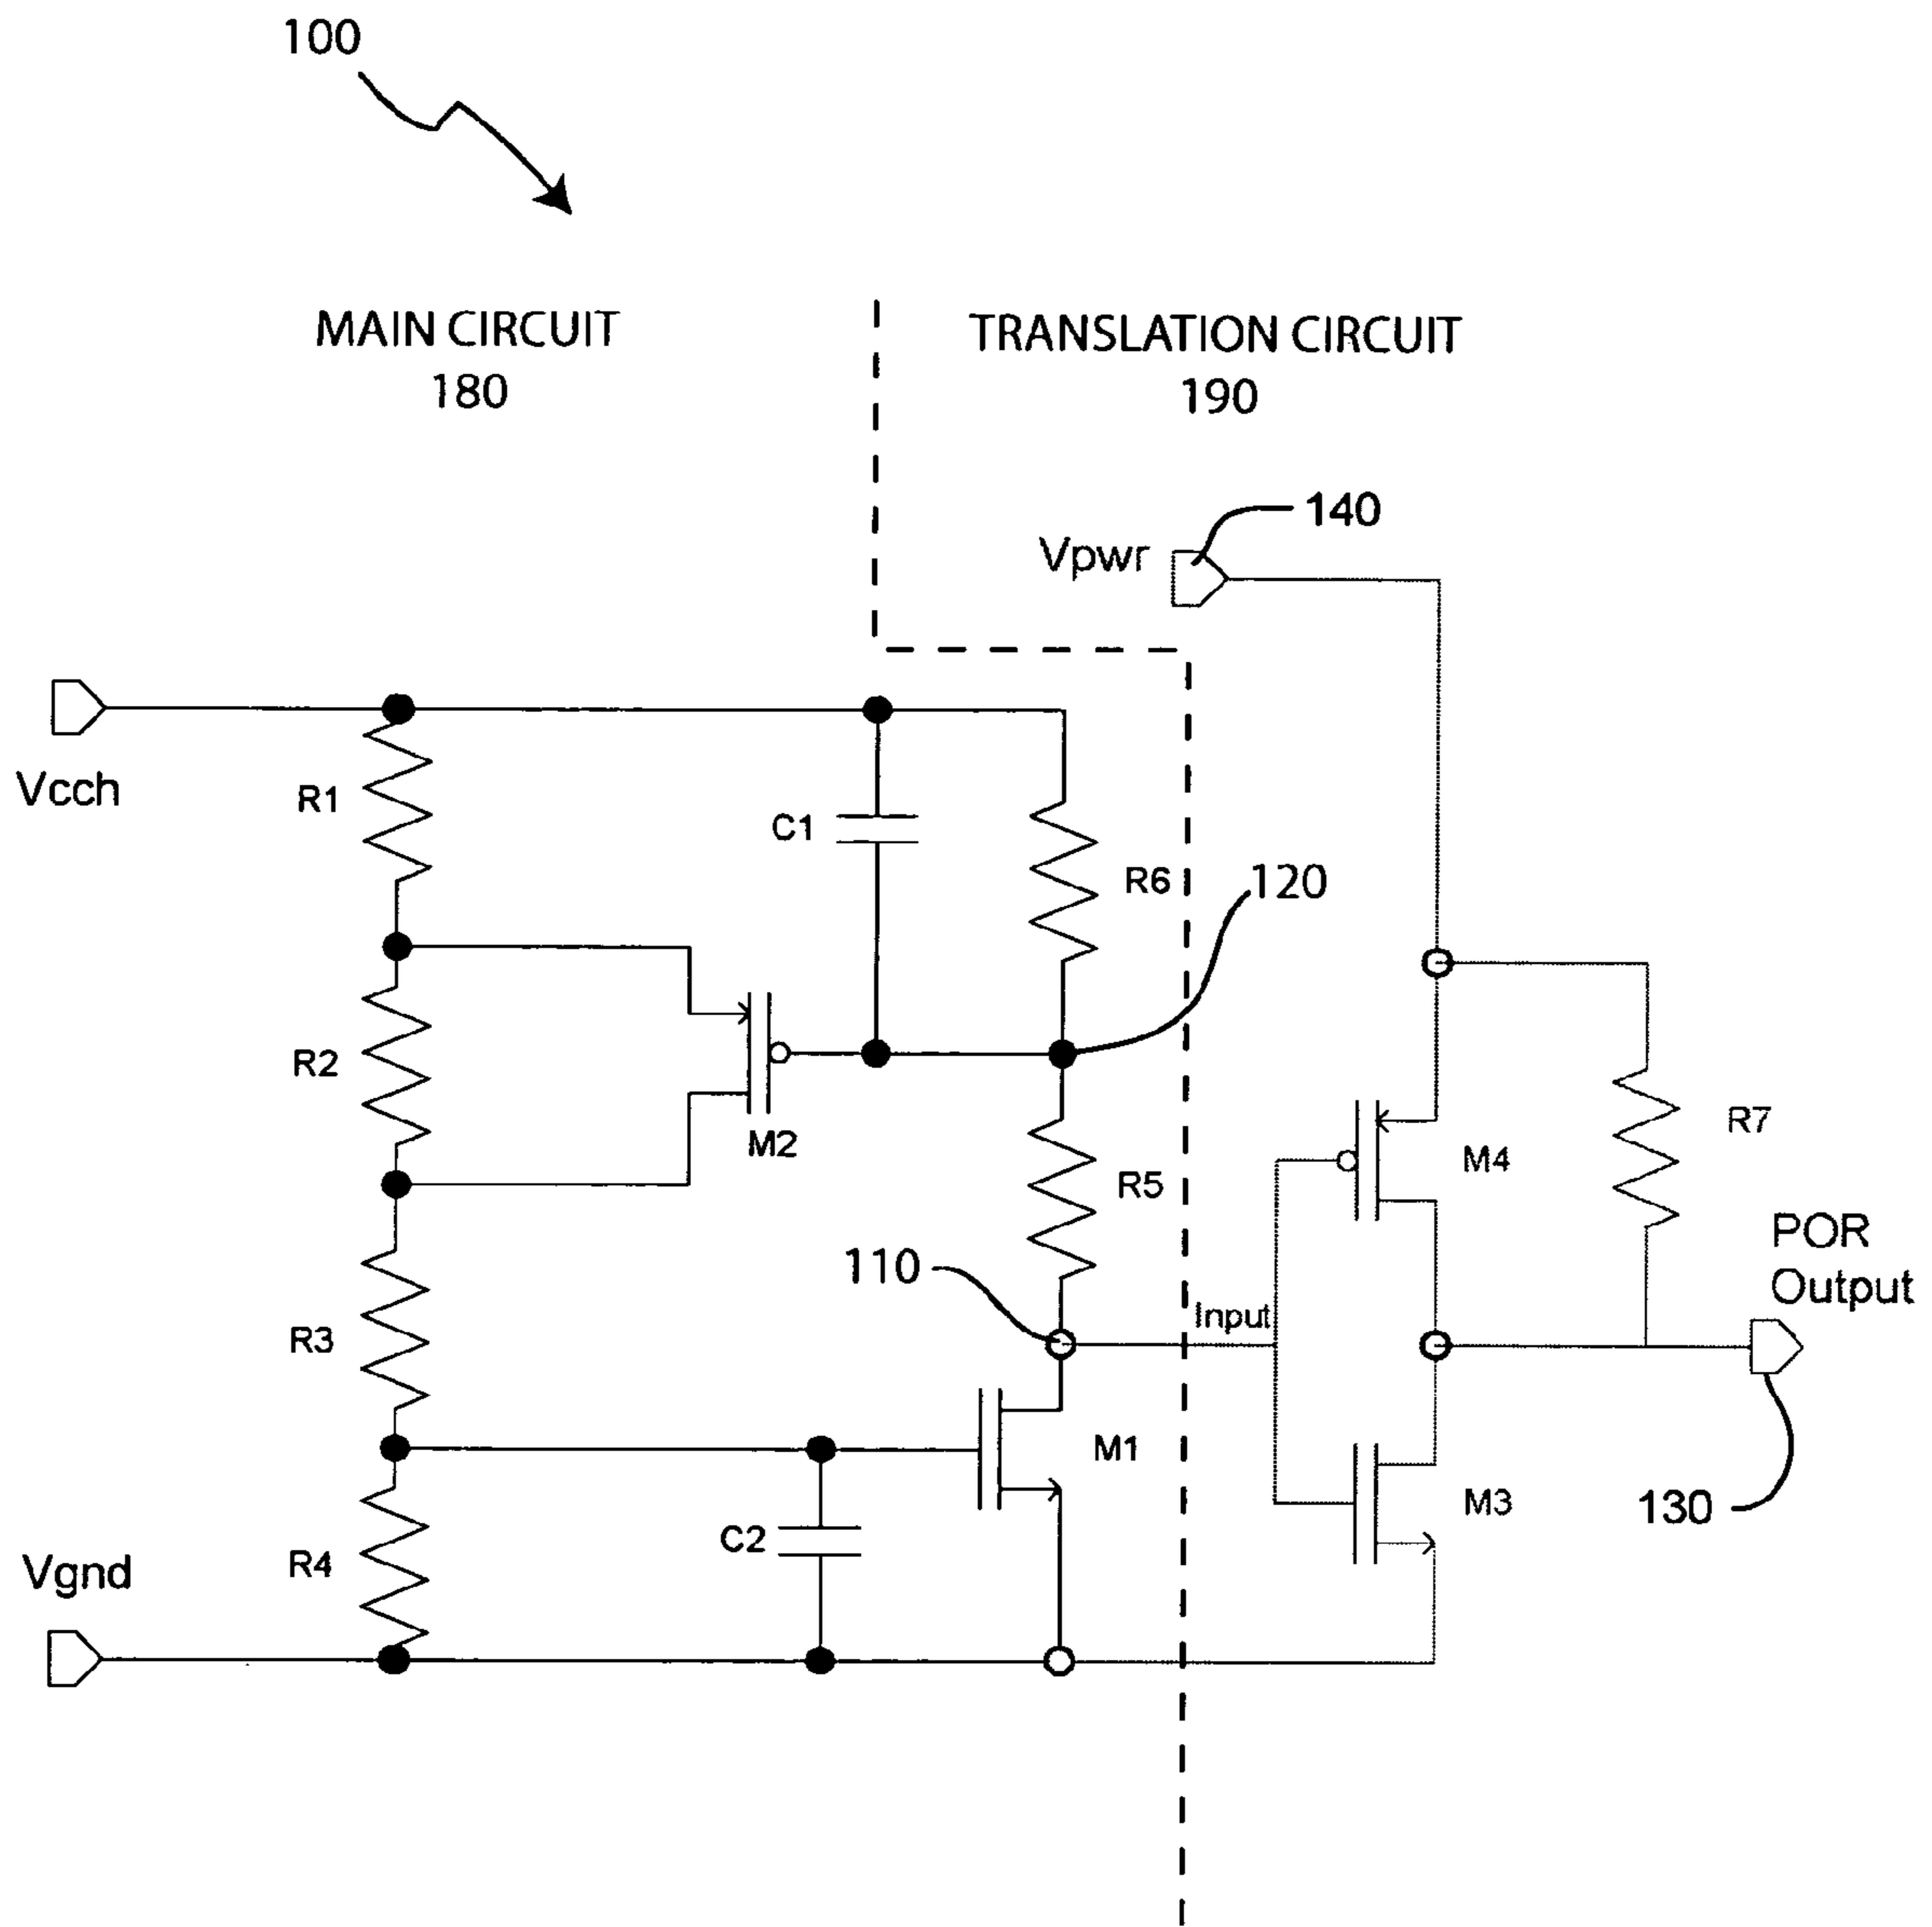 100
MAIN CIRCUIT
180
TRANSLATION CIRCUIT
190
140
Vpwr
Vcch
R1
C1
R6
120
R2
M2
R5
M4
R7
110
Input
POR
Output
R3
M1
C2
M3
130
R4
Vgnd